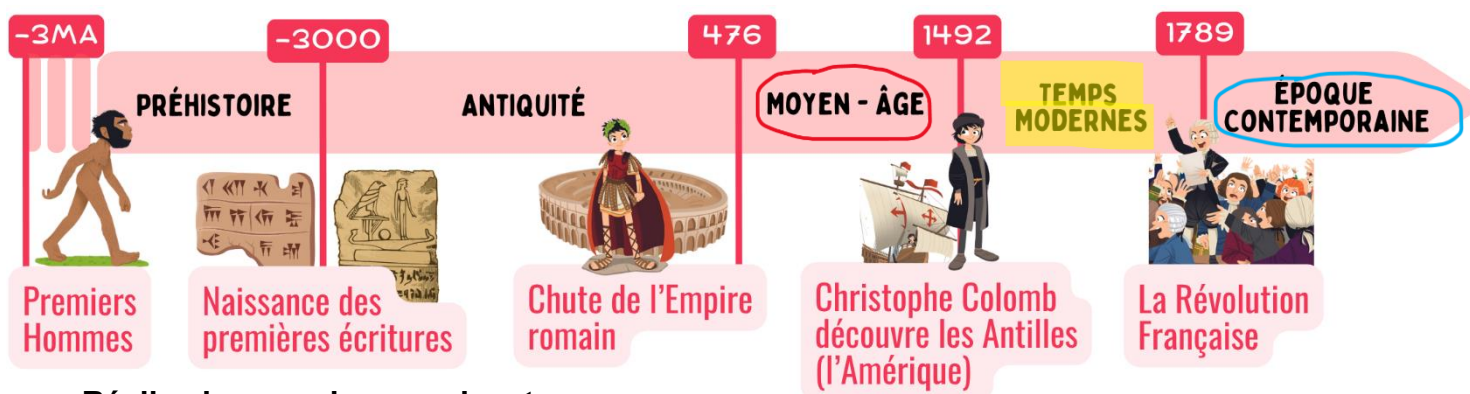 -3MA
-3000
476
1492
1789
PRÉHISTOIRE
ANTIQUITÉ
MOYEN - ÂGE
TEMPS
MODERNES
ÉPOQUE
CONTEMPORAINE
Premiers
Hommes
Naissance des
premières écritures
Chute de l'Empire
romain
Christophe Colomb
découvre les Antilles
(l'Amérique)
La Révolution
Française